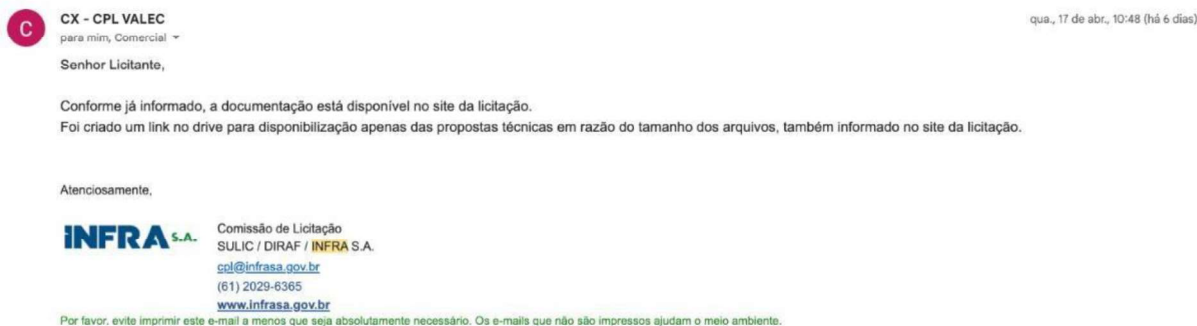 C
CX - CPL VALEC
qua., 17 de abr., 10:48 (há 6 dias)
para mim, Comercial
Senhor Licitante,
Conforme já informado, a documentação está disponível no site da licitação.
Foi criado um link no drive para disponibilização apenas das propostas técnicas em razão do tamanho dos arquivos, também informado no site da licitação.
Atenciosamente,
INFRA S.A.
Comissão de Licitação
SULIC / DIRAF / INFRA S.A.
cpl@infrasa.gov.br
(61) 2029-6365
www.infrasa.gov.br
Por favor, evite imprimir este e-mail a menos que seja absolutamente necessário. Os e-mails que não são impressos ajudam o meio ambiente.